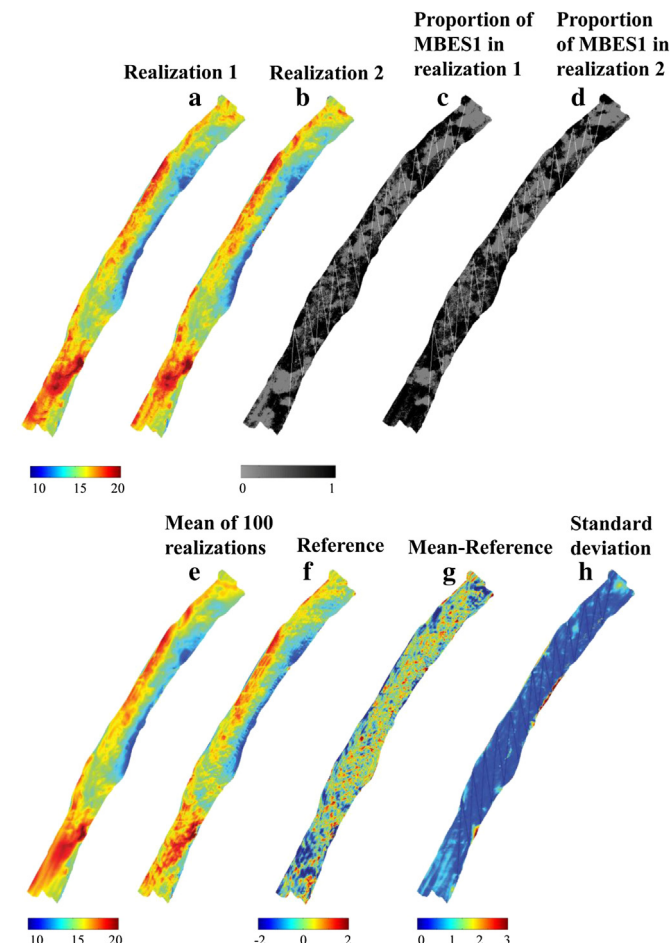 Realization 1
a
Realization 2
b
Proportion of
MBES1 in
realization 1
c
Proportion
of MBES1 in
realization 2
d
10 15 20
0 1
Mean of 100
realizations
e
Reference
f
Mean-Reference
g
Standard
deviation
h
10 15 20
-2 0 2
0 1 2 3